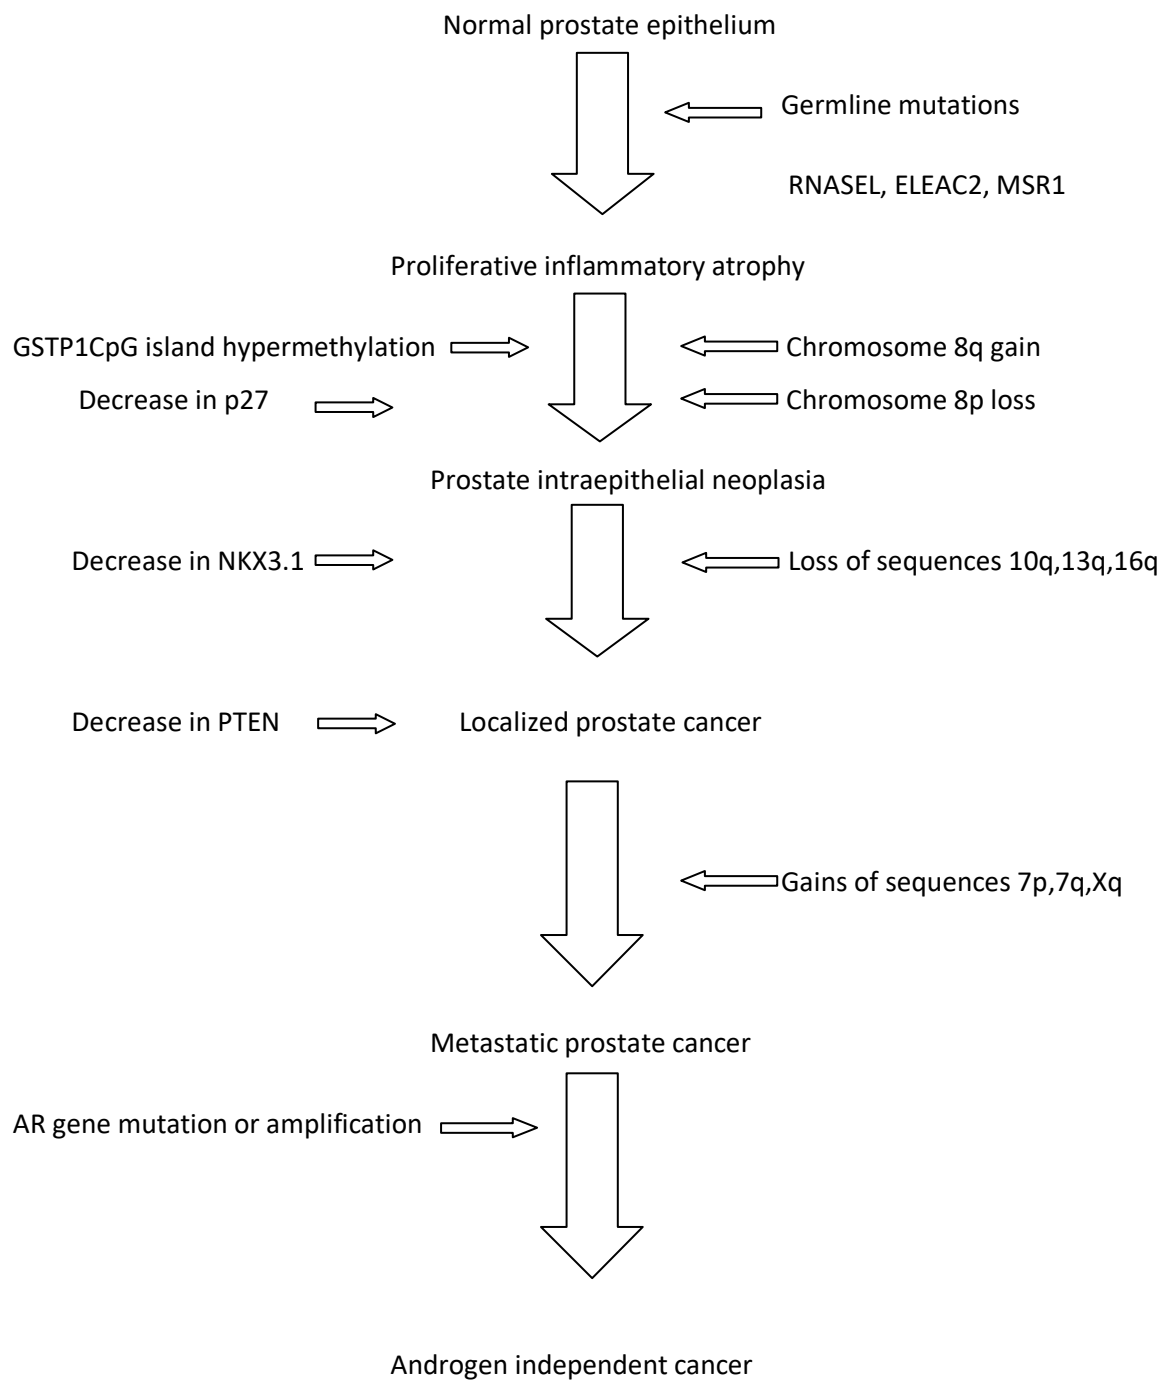 Normal prostate epithelium
Germline mutations
RNASEL, ELEAC2, MSR1
Proliferative inflammatory atrophy
GSTP1CpG island hypermethylation
Chromosome 8q gain
Decrease in p27
Chromosome 8p loss
Prostate intraepithelial neoplasia
Decrease in NKX3.1
Loss of sequences 10q,13q,16q
Decrease in PTEN
Localized prostate cancer
Gains of sequences 7p,7q,Xq
Metastatic prostate cancer
AR gene mutation or amplification
Androgen independent cancer